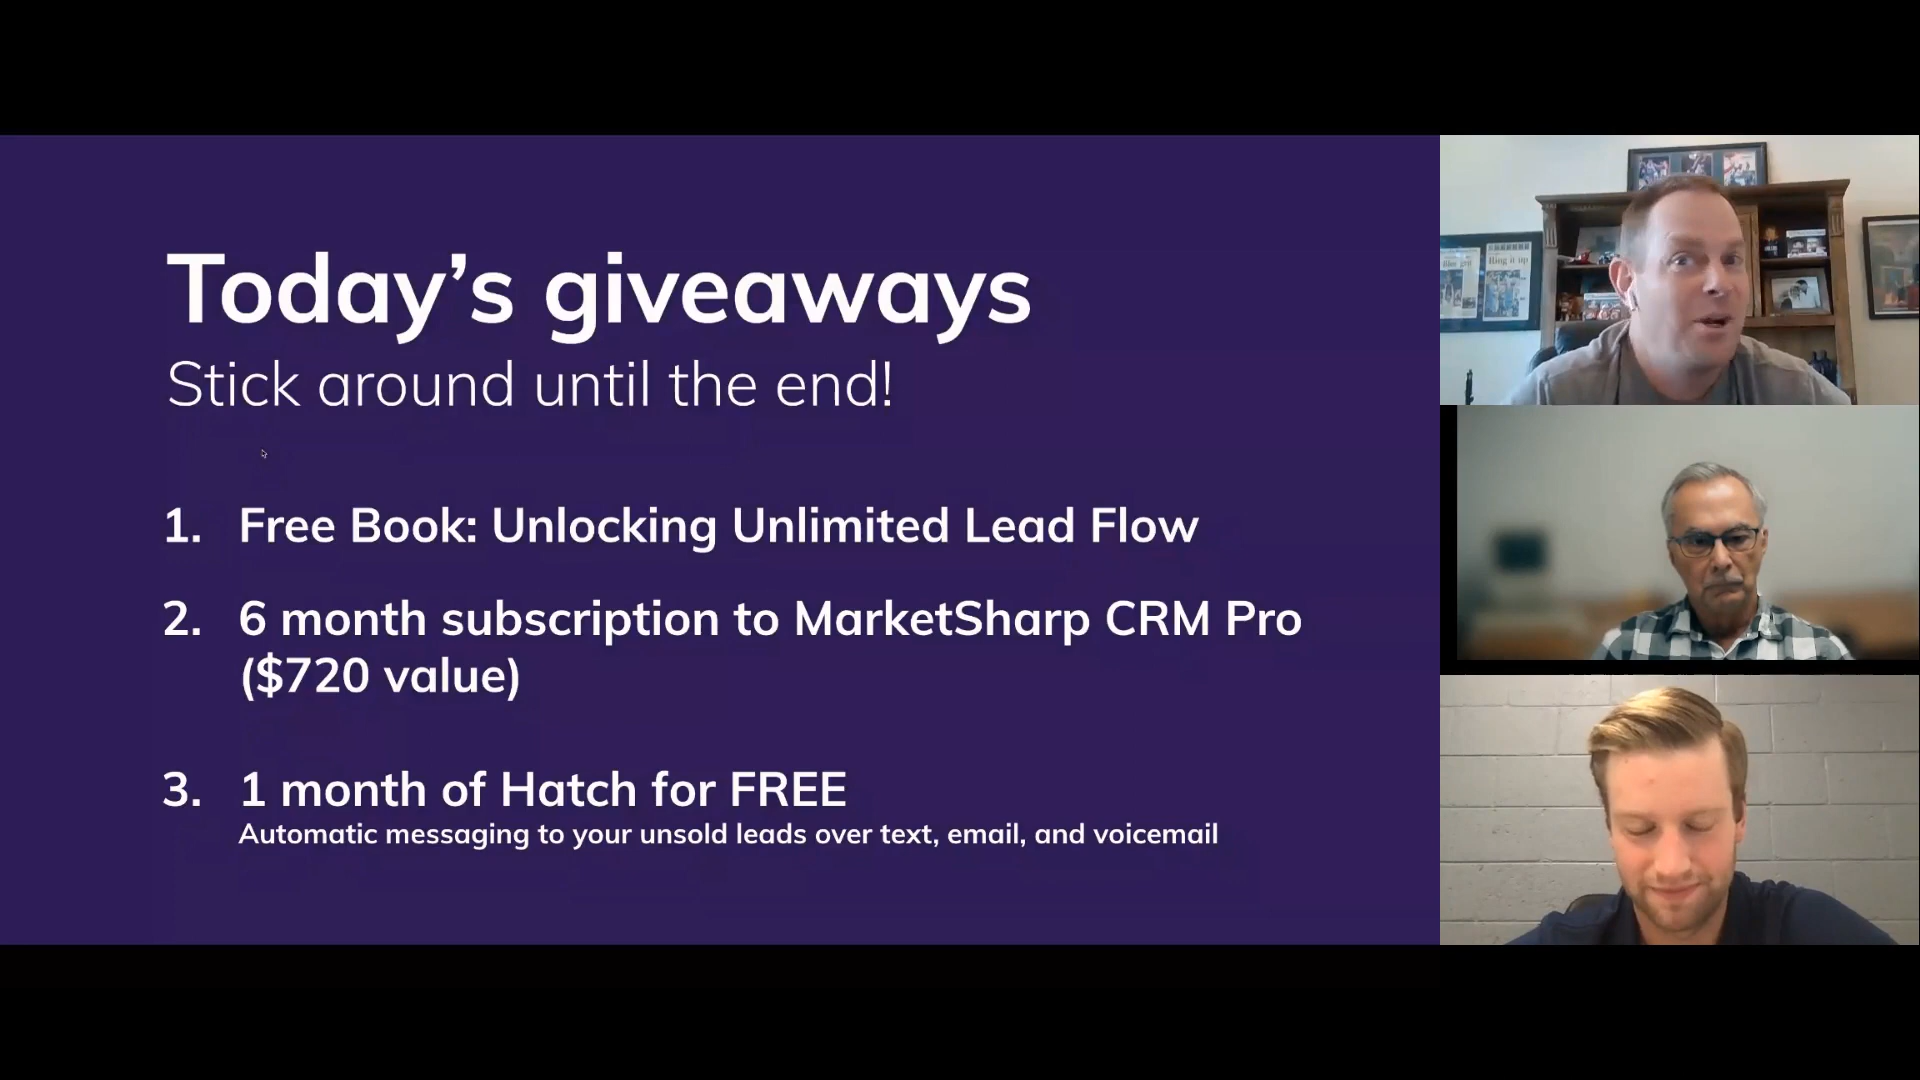 Today's giveaways
Stick around until the end!
1. Free Book: Unlocking Unlimited Lead Flow
2. 6 month subscription to MarketSharp CRM Pro
($720 value)
3. 1 month of Hatch for FREE
Automatic messaging to your unsold leads over text, email, and voicemail